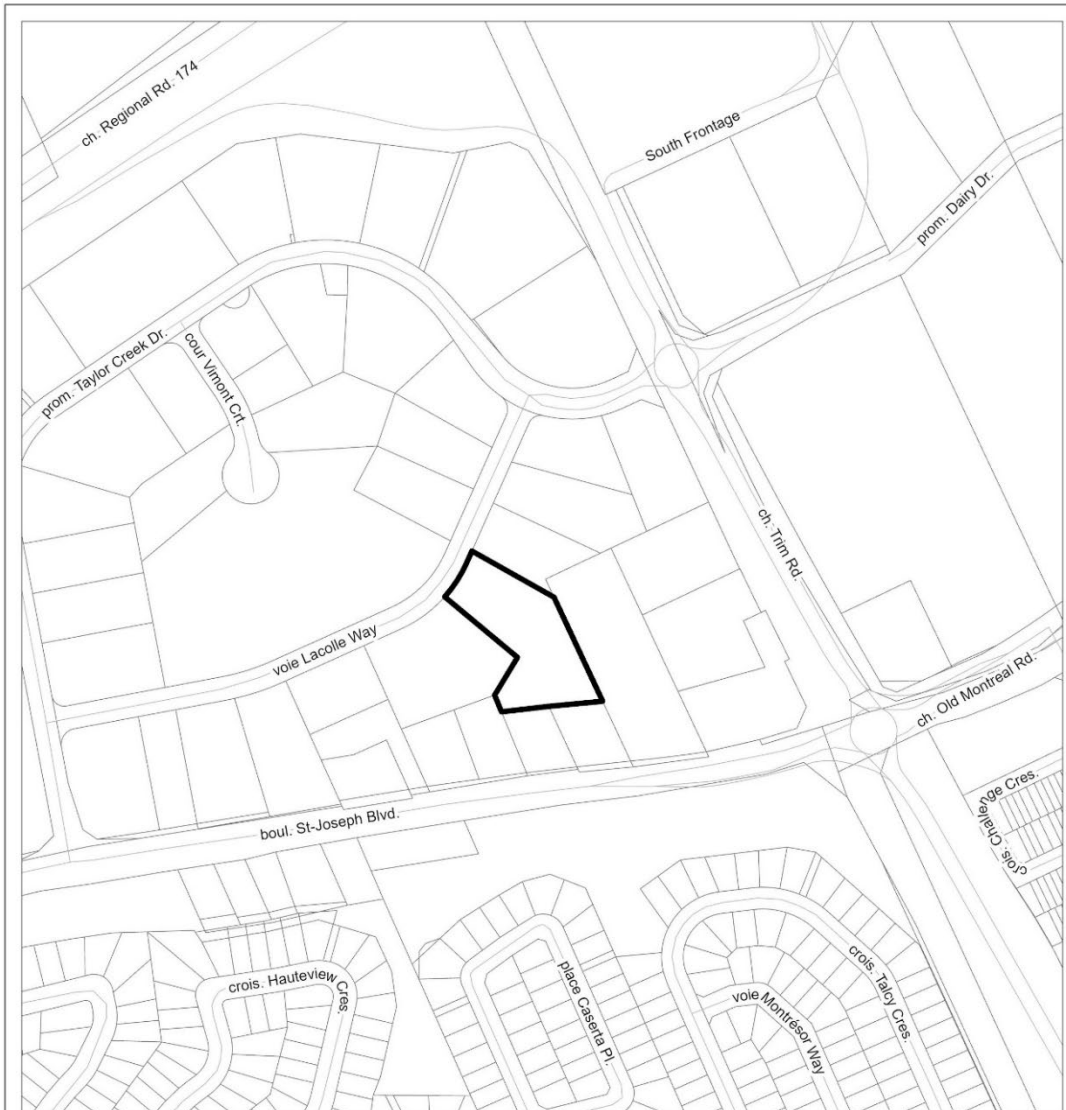 ch. Regional Rd. 174
South Frontage
prom. Dairy Dr.
prom. Taylor Creek Dr.
cour Vimont Crt.
ch. Trim Rd.
voie Lacolle Way
ch. Old Montreal Rd.
boul. St-Joseph Blvd.
crois. Challenge Cres.
crois. Hauteview Cres.
place Caserta Pl.
crois. Talcy Cres.
voie Montrésor Way